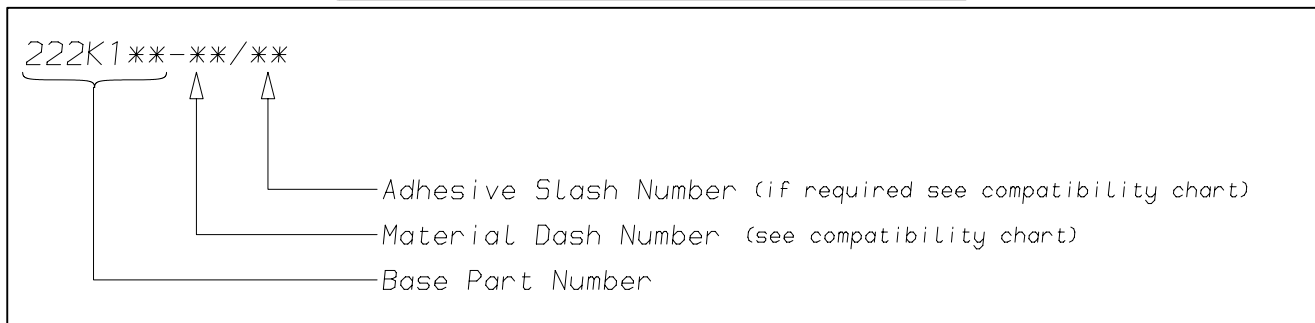 222K1**-**/**
Adhesive Slash Number (if required see compatibility chart)
Material Dash Number (see compatibility chart)
Base Part Number